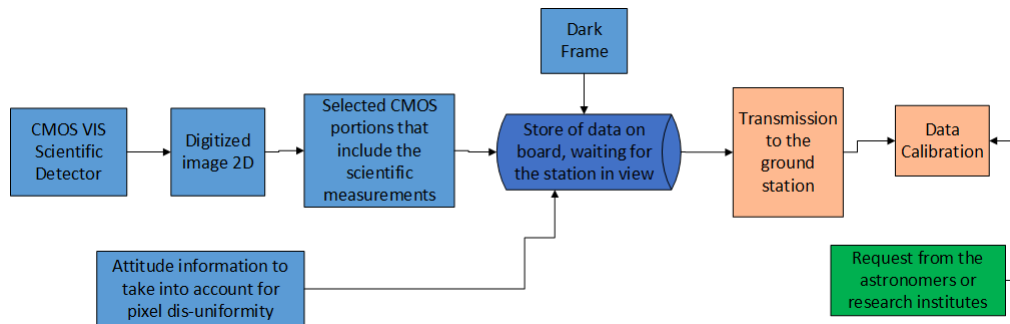 Dark
Frame
CMOS VIS
Scientific
Detector
Digitized
image 2D
Selected CMOS
portions that
include the
scientific
measurements
Store of data on
board, waiting for
the station in view
Transmission
to the
ground
station
Data
Calibration
Attitude information to
take into account for
pixel dis-uniformity
Request from the
astronomers or
research institutes